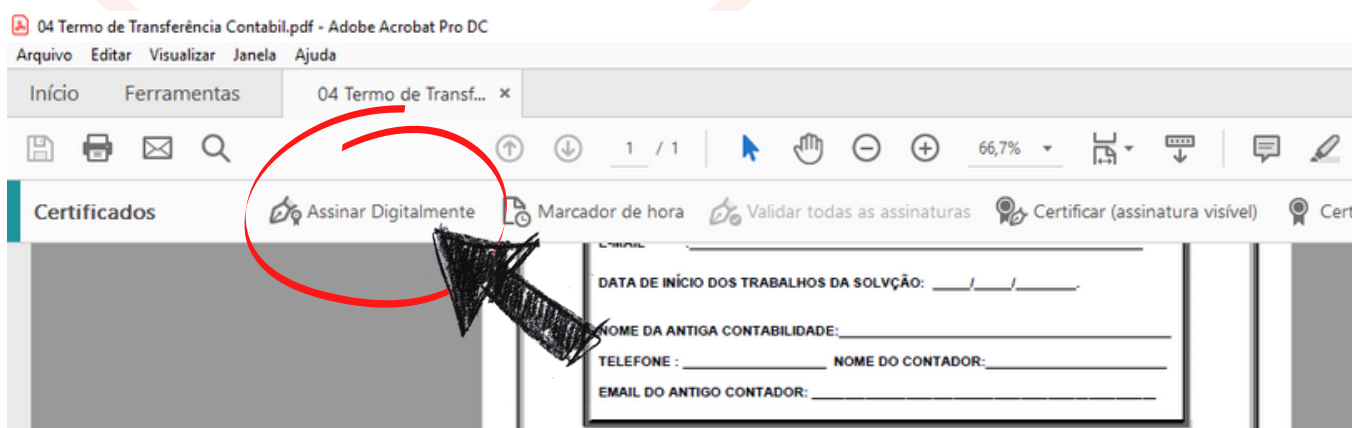 04 Termo de Transferência Contabil.pdf - Adobe Acrobat Pro DC
Arquivo Editar Visualizar Janela Ajuda
Início Ferramentas 04 Termo de Transf... ×
1 / 1 66,7%
Certificados Assinar Digitalmente Marcador de hora Validar todas as assinaturas Certificar (assinatura visível) Cert
E-MAIL :
DATA DE INÍCIO DOS TRABALHOS DA SOLVÇÃO: ____/____/_______.
NOME DA ANTIGA CONTABILIDADE:
TELEFONE : NOME DO CONTADOR:
EMAIL DO ANTIGO CONTADOR: